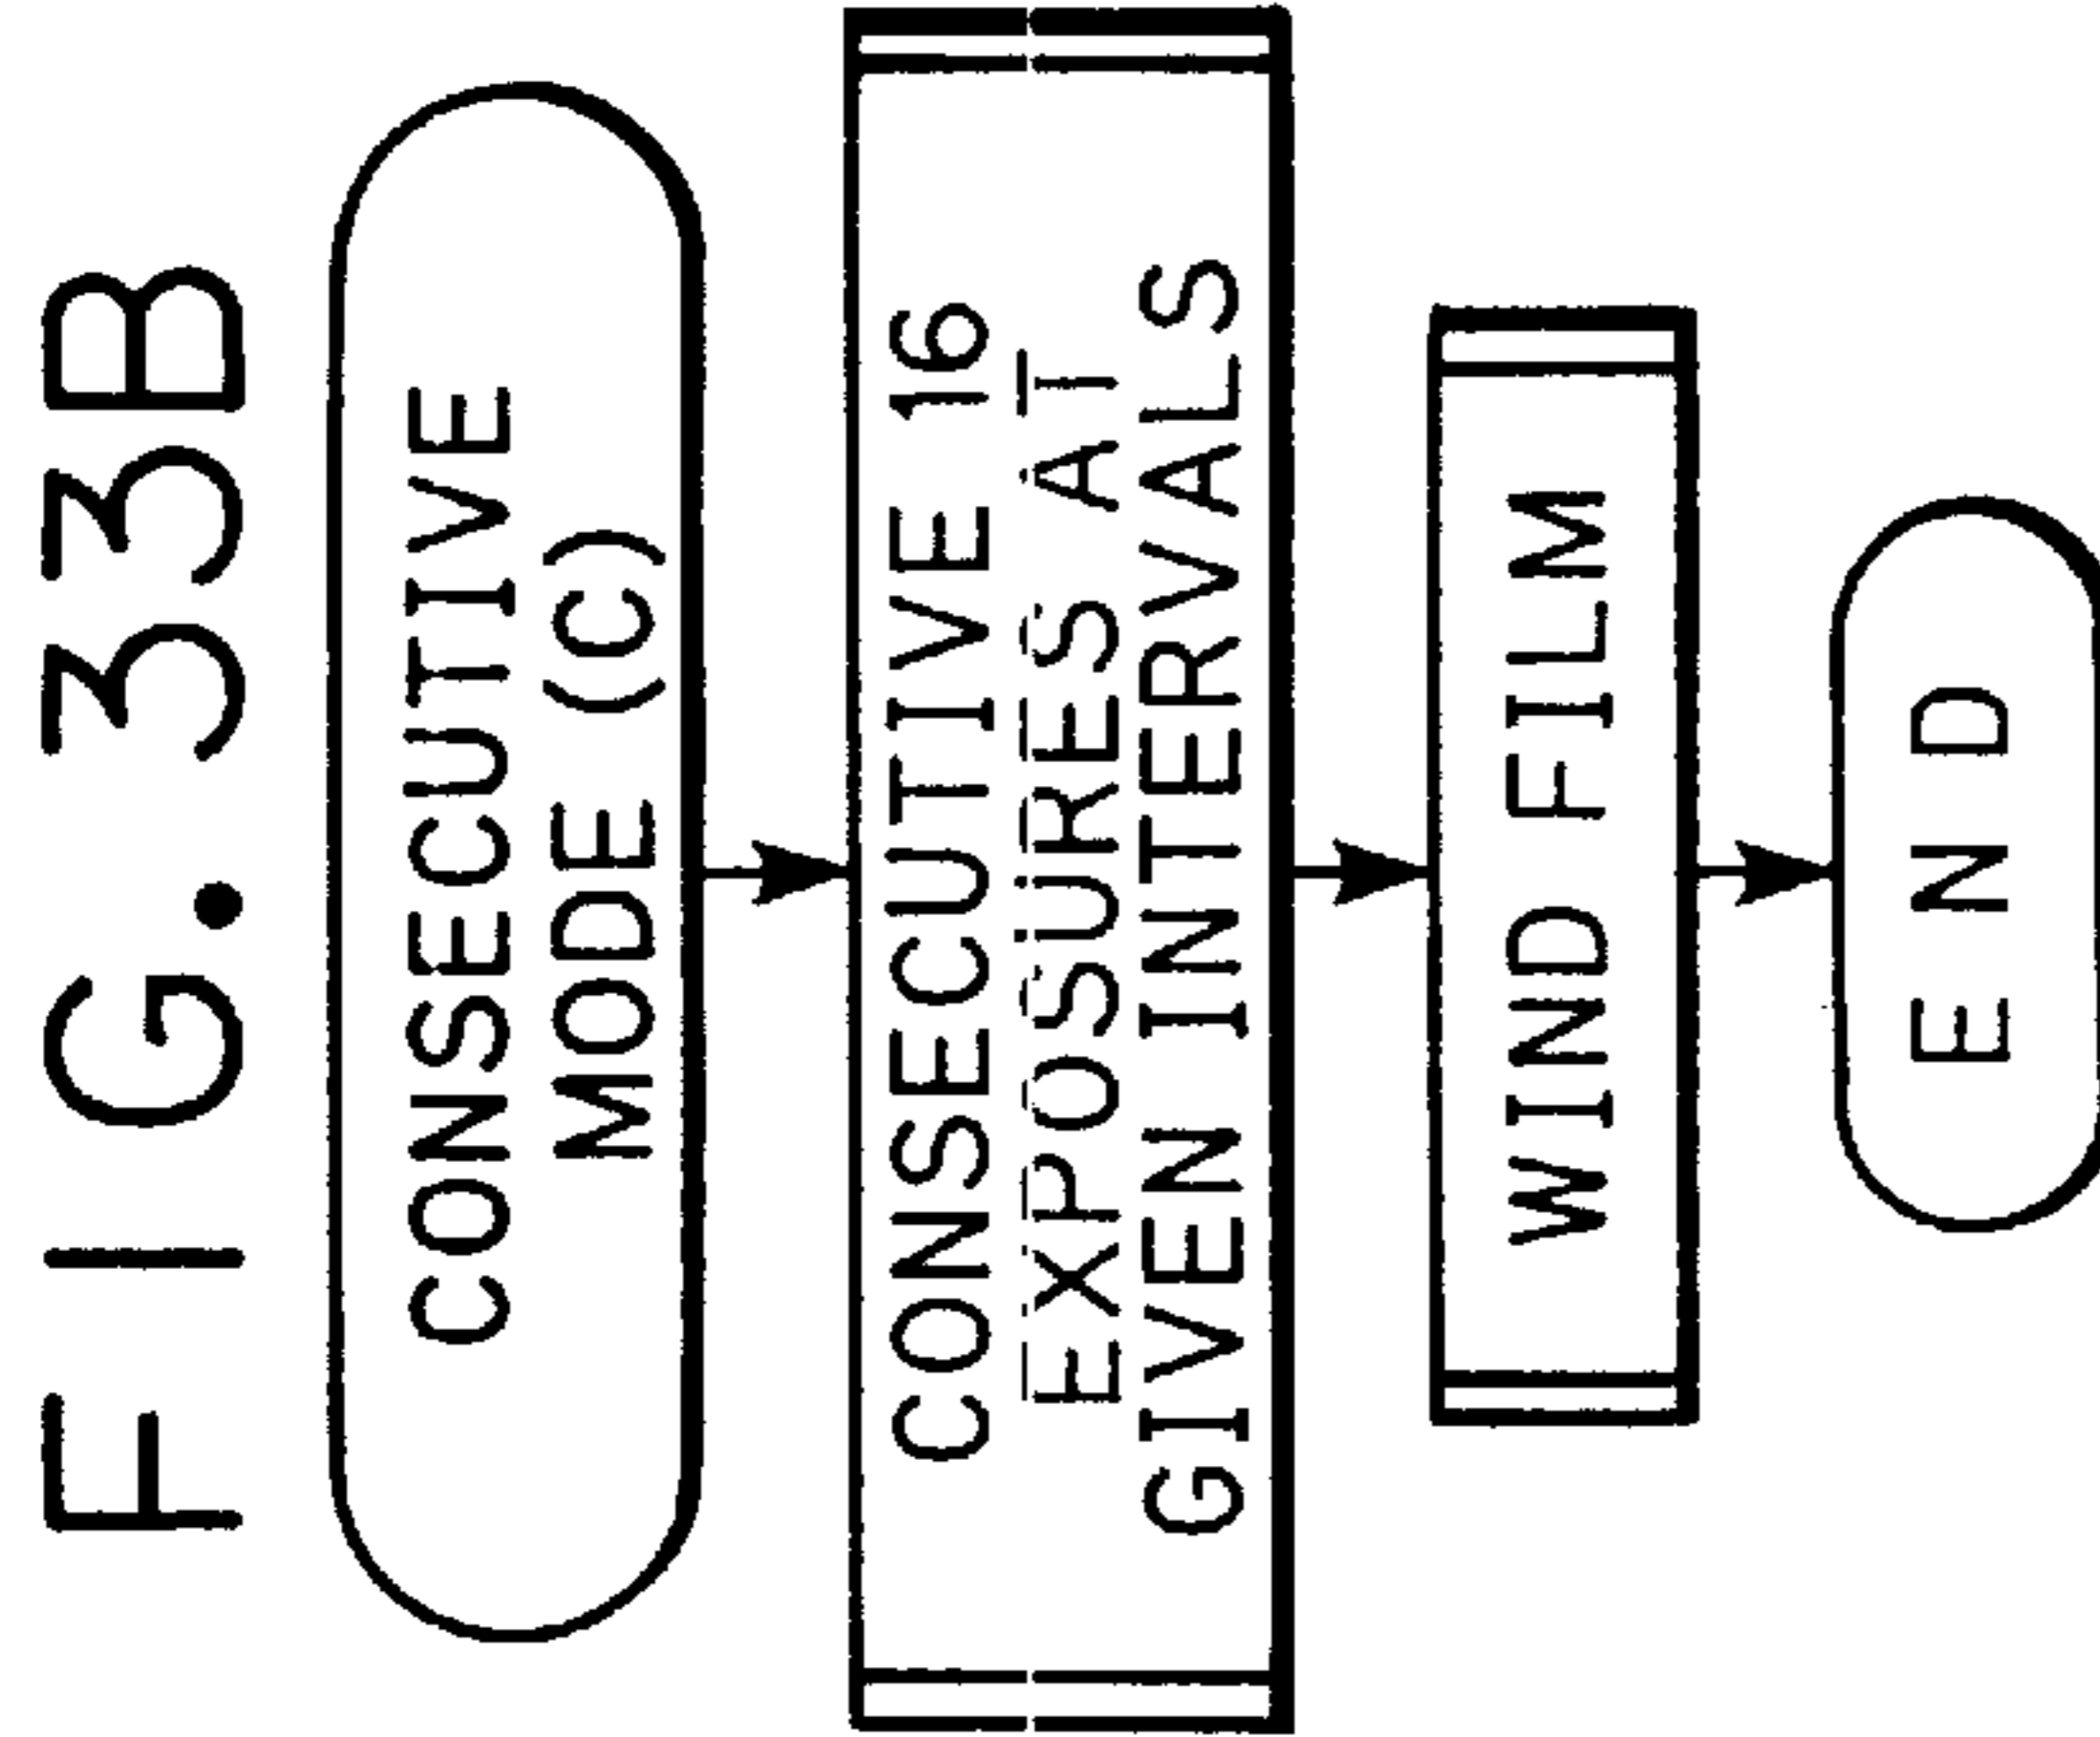 FIG. 33B
CONSECUTIVE
MODE (C)
CONSECUTIVE 16
EXPOSURES AT
GIVEN INTERVALS
WIND FILM
END